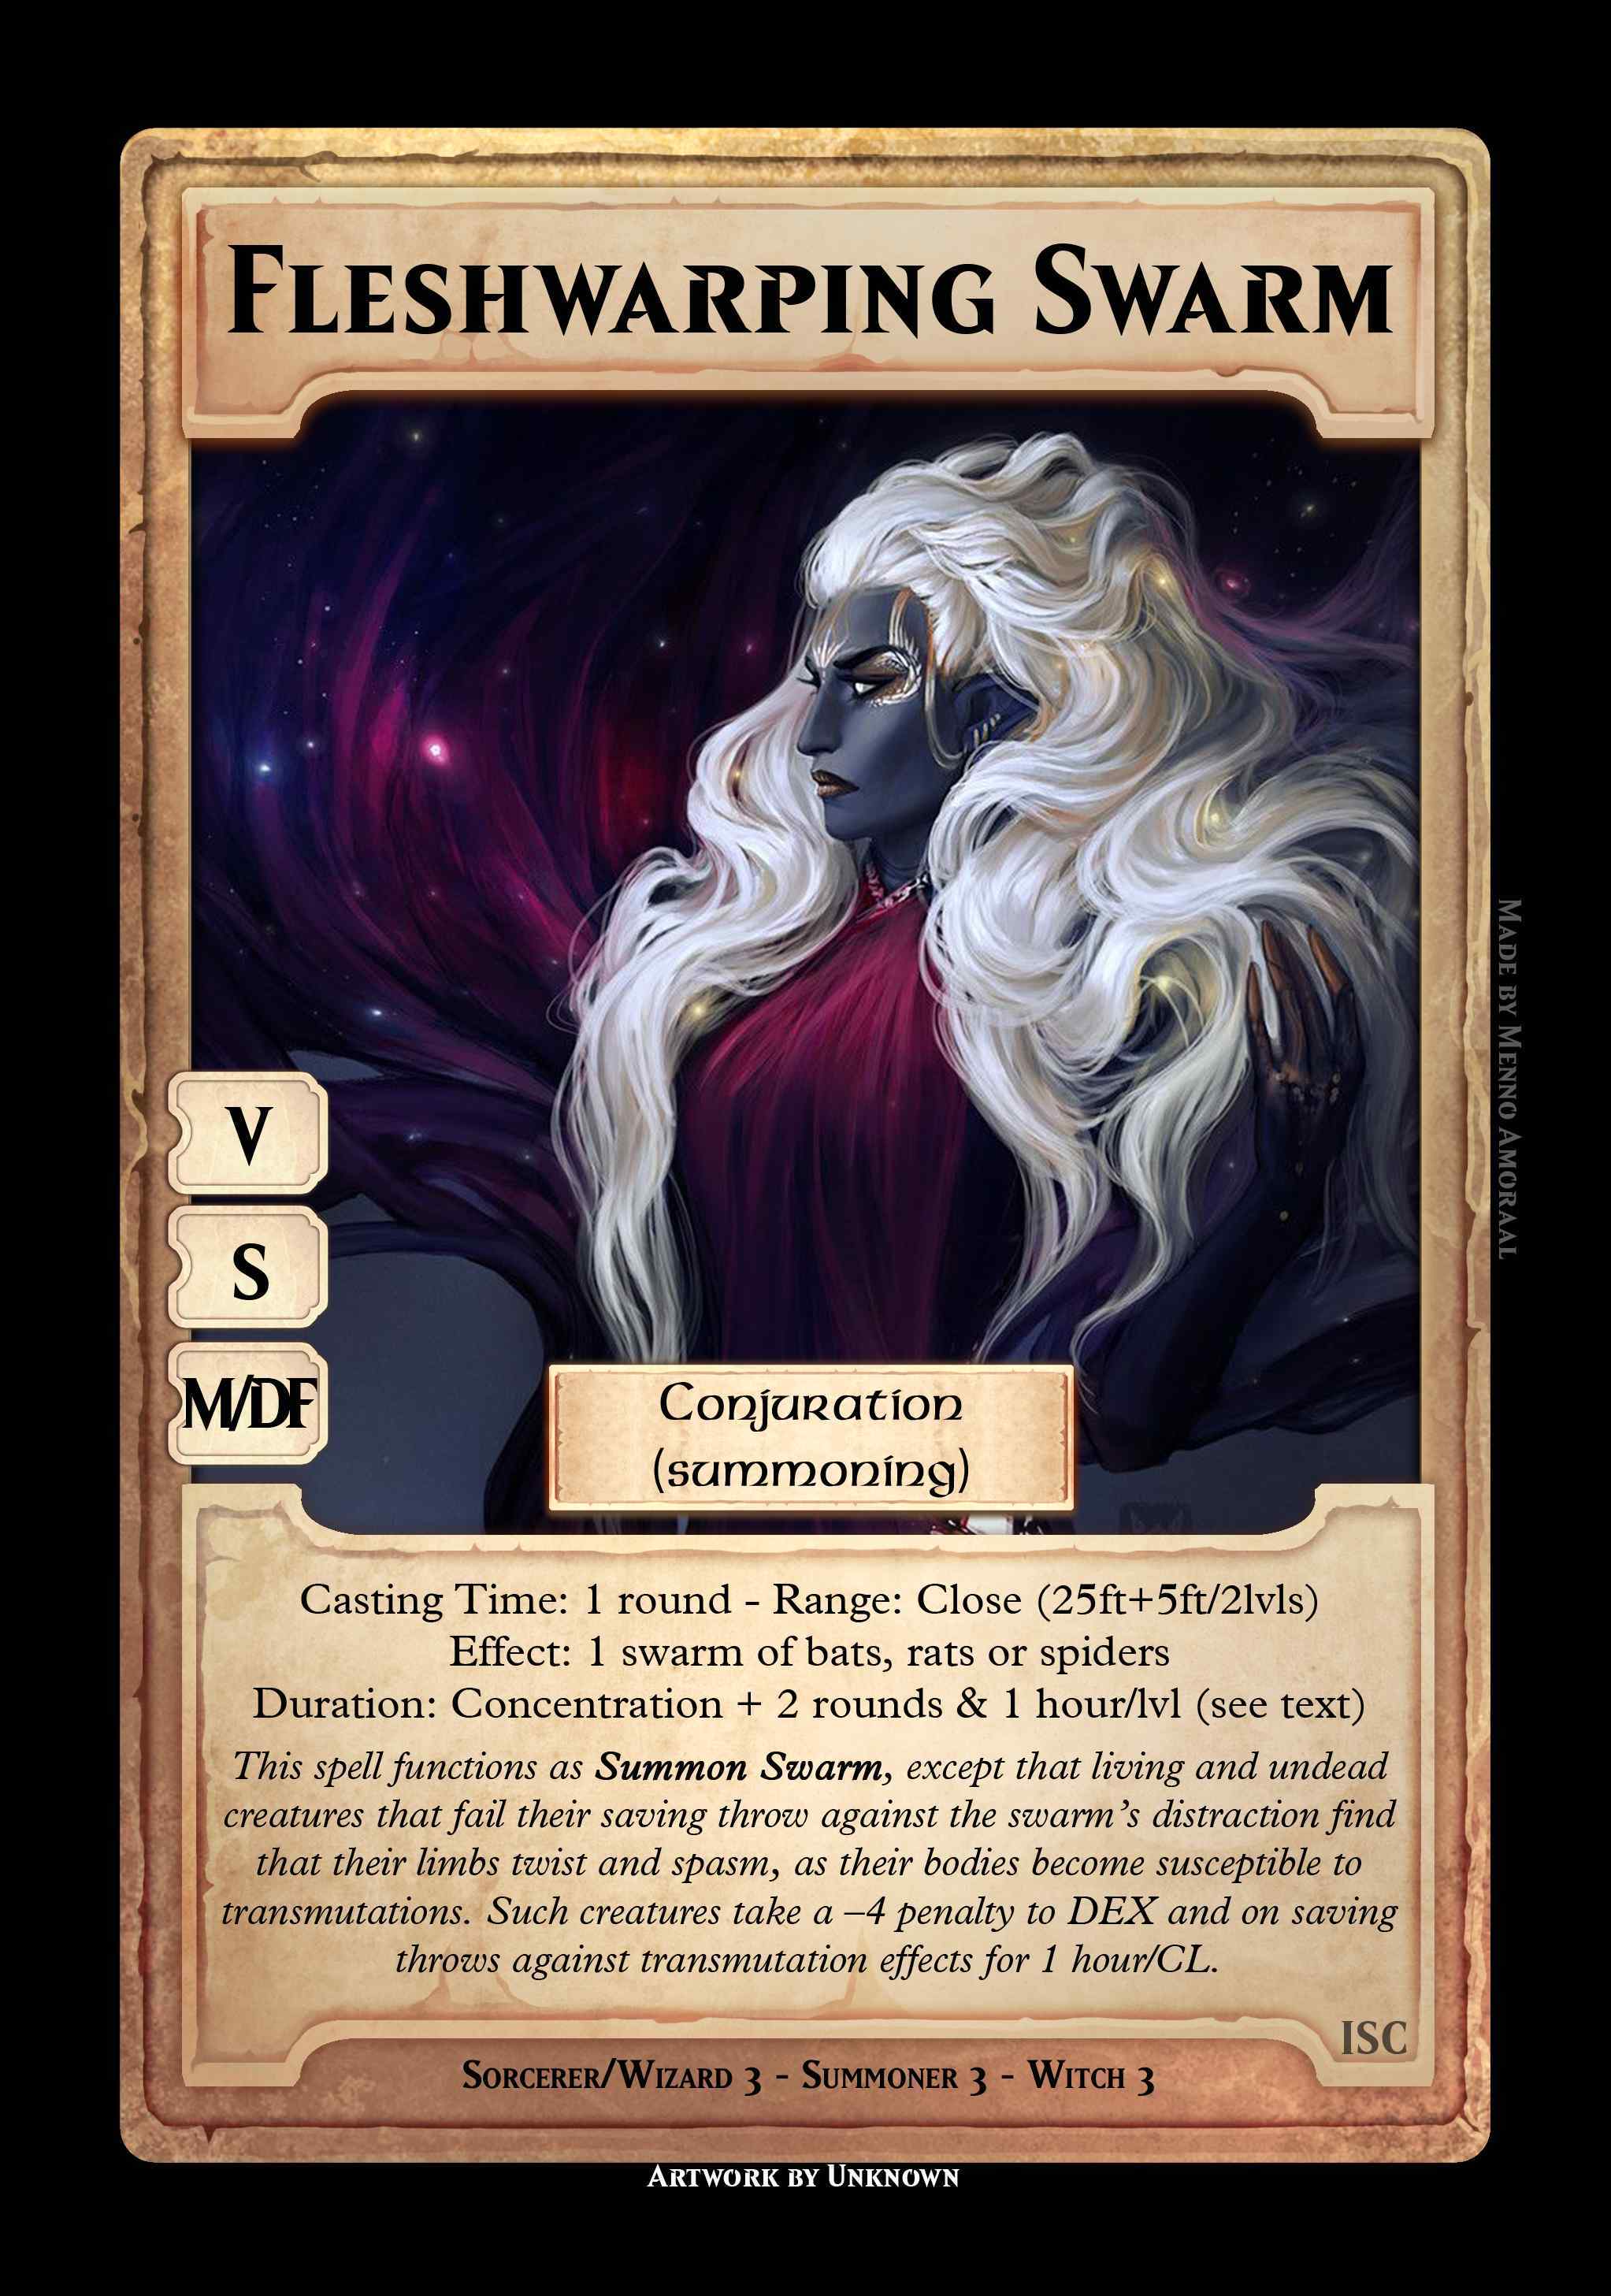 Fleshwarping Swarm
V
S
M/DF
Conjuration
(summoning)
Casting Time: 1 round - Range: Close (25ft+5ft/2lvls)
Effect: 1 swarm of bats, rats or spiders
Duration: Concentration + 2 rounds & 1 hour/lvl (see text)
This spell functions as Summon Swarm, except that living and undead
creatures that fail their saving throw against the swarm’s distraction find
that their limbs twist and spasm, as their bodies become susceptible to
transmutations. Such creatures take a –4 penalty to DEX and on saving
throws against transmutation effects for 1 hour/CL.
ISC
Sorcerer/Wizard 3 - Summoner 3 - Witch 3
Artwork by Unknown
Made by Menno Amoraal